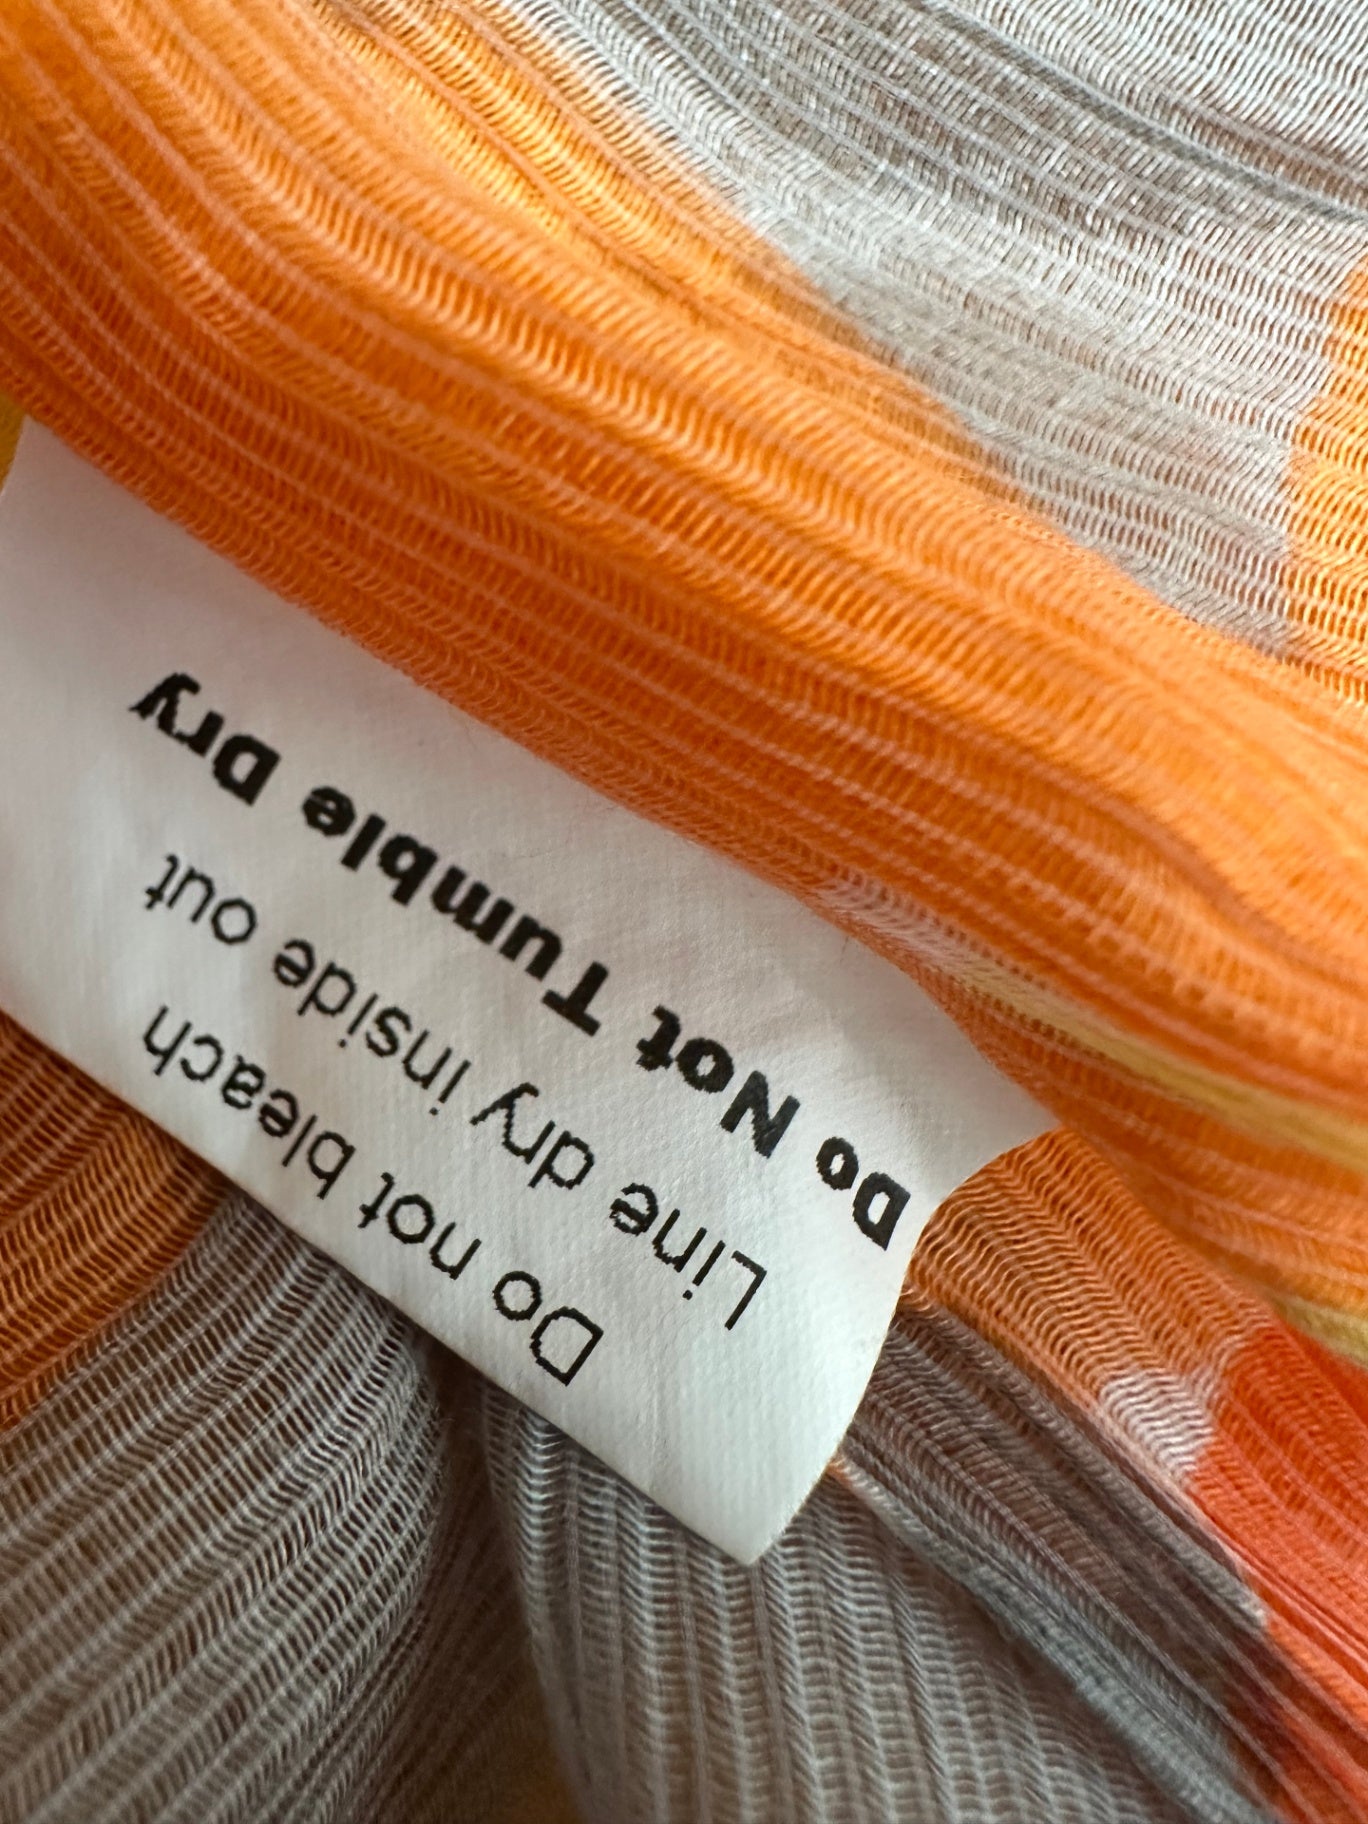 Do not bleach
Line dry inside out
Do Not Tumble Dry